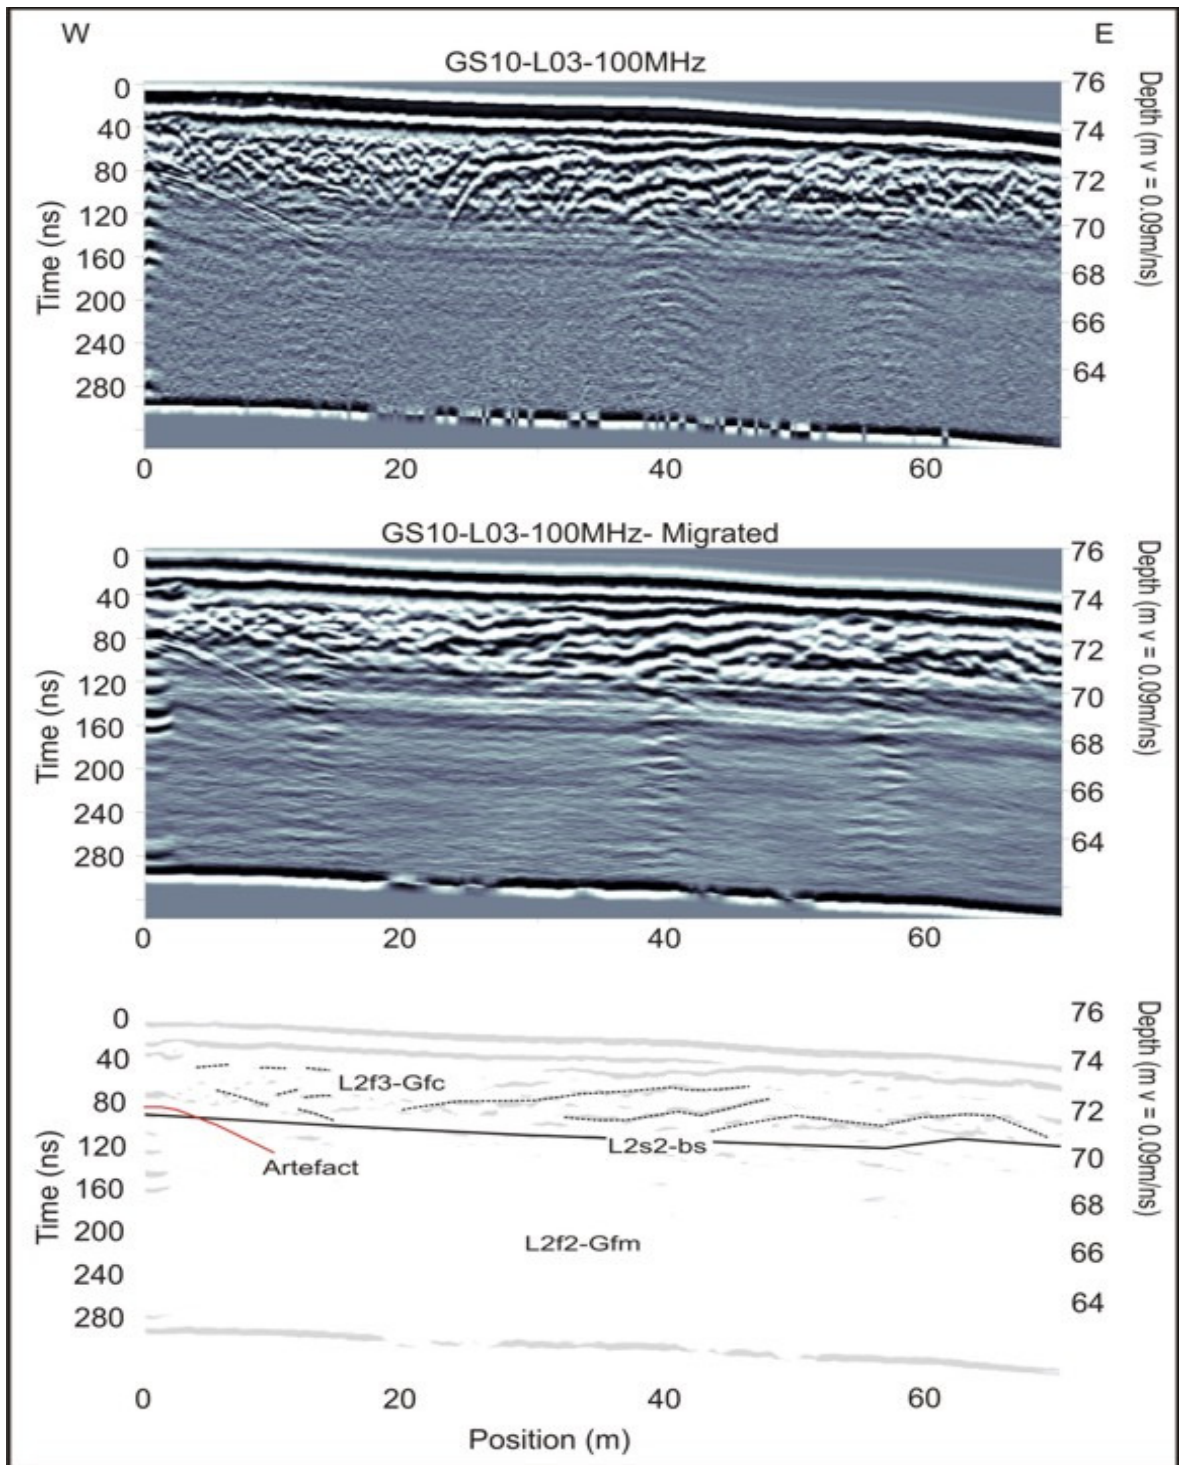 W E
GS10-L03-100MHz
0
40
80
120
160
200
240
280
Time (ns)
76
74
72
70
68
66
64
Depth (m v = 0.09m/ns)
0 20 40 60
GS10-L03-100MHz- Migrated
0
40
80
120
160
200
240
280
Time (ns)
76
74
72
70
68
66
64
Depth (m v = 0.09m/ns)
0 20 40 60
0
40
80
120
160
200
240
280
Time (ns)
L2f3-Gfc
L2s2-bs
Artefact
L2f2-Gfm
76
74
72
70
68
66
64
Depth (m v = 0.09m/ns)
0 20 40 60
Position (m)